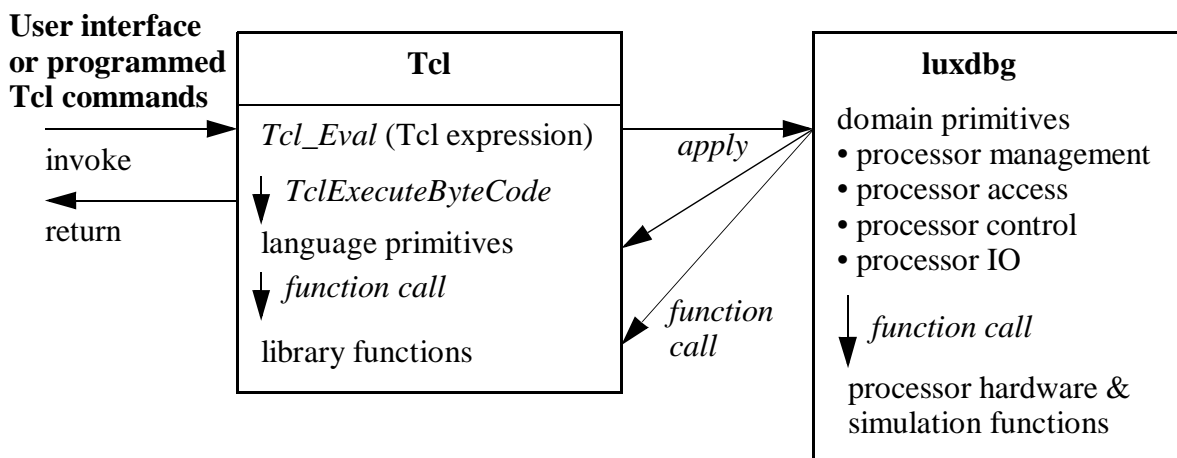 User interface
or programmed
Tcl commands
invoke
return
Tcl
Tcl_Eval (Tcl expression)
TclExecuteByteCode
language primitives
function call
library functions
apply
function
call
luxdbg
domain primitives
• processor management
• processor access
• processor control
• processor IO
function call
processor hardware &
simulation functions